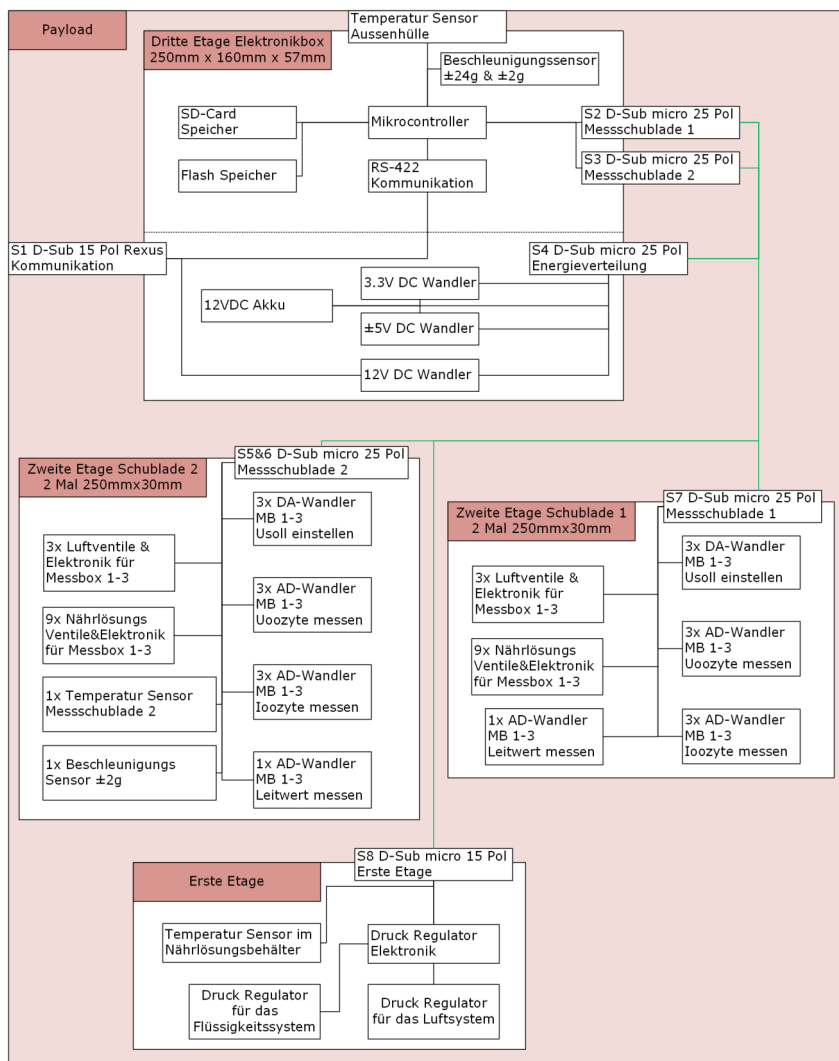 Payload
Temperatur Sensor
Aussenhülle
Dritte Etage Elektronikbox
250mm x 160mm x 57mm
Beschleunigungssensor
±24g & ±2g
SD-Card
Speicher
Mikrocontroller
S2 D-Sub micro 25 Pol
Messschublade 1
Flash Speicher
RS-422
Kommunikation
S3 D-Sub micro 25 Pol
Messschublade 2
S1 D-Sub 15 Pol Rexus
Kommunikation
S4 D-Sub micro 25 Pol
Energieverteilung
3.3V DC Wandler
12VDC Akku
±5V DC Wandler
12V DC Wandler
Zweite Etage Schublade 2
2 Mal 250mmx30mm
S5&6 D-Sub micro 25 Pol
Messschublade 2
3x DA-Wandler
MB 1-3
Usoll einstellen
3x Luftventile &
Elektronik für
Messbox 1-3
3x AD-Wandler
MB 1-3
Uoozyte messen
9x Nährlösungs
Ventile&Elektronik
für Messbox 1-3
3x AD-Wandler
MB 1-3
Ioozyte messen
1x Temperatur Sensor
Messschublade 2
1x Beschleunigungs
Sensor ±2g
1x AD-Wandler
MB 1-3
Leitwert messen
Zweite Etage Schublade 1
2 Mal 250mmx30mm
S7 D-Sub micro 25 Pol
Messschublade 1
3x DA-Wandler
MB 1-3
Usoll einstellen
3x Luftventile &
Elektronik für
Messbox 1-3
3x AD-Wandler
MB 1-3
Uoozyte messen
9x Nährlösungs
Ventile&Elektronik
für Messbox 1-3
1x AD-Wandler
MB 1-3
Leitwert messen
3x AD-Wandler
MB 1-3
Ioozyte messen
Erste Etage
S8 D-Sub micro 15 Pol
Erste Etage
Temperatur Sensor im
Nährlösungsbehälter
Druck Regulator
Elektronik
Druck Regulator
für das
Flüssigkeitssystem
Druck Regulator
für das Luftsystem